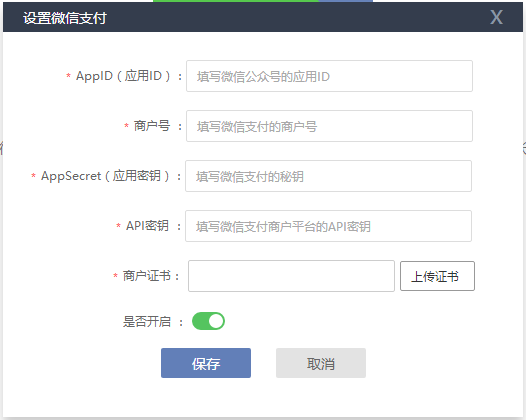 设置微信支付 X
* AppID（应用ID）： 填写微信公众号的应用ID
* 商户号 ： 填写微信支付的商户号
* AppSecret（应用密钥）： 填写微信支付的秘钥
* API密钥 ： 填写微信支付商户平台的API密钥
* 商户证书： 上传证书
是否开启 ：
保存 取消